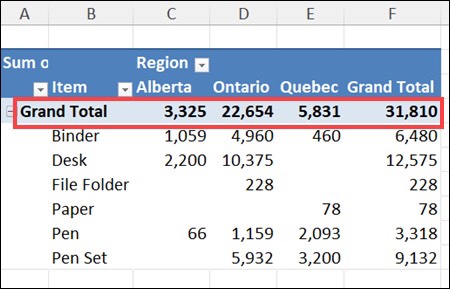 A B C D E F
Sum o Region
Item Alberta Ontario Quebec Grand Total
Grand Total 3,325 22,654 5,831 31,810
Binder 1,059 4,960 460 6,480
Desk 2,200 10,375 12,575
File Folder 228 228
Paper 78 78
Pen 66 1,159 2,093 3,318
Pen Set 5,932 3,200 9,132